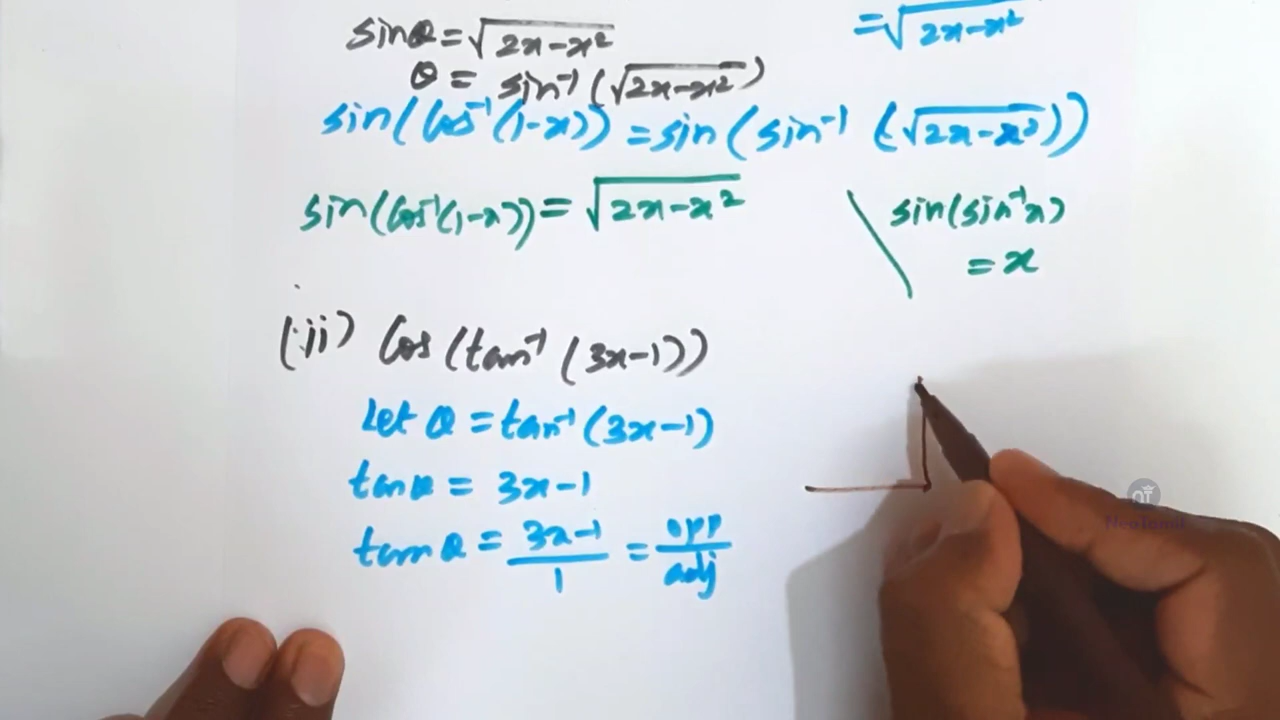 sinθ = √2x-x²
= √2x-x²
θ = sin⁻¹(√2x-x²)
sin(Cos⁻¹(1-x)) = sin(sin⁻¹(√2x-x²))
sin(Cos⁻¹(1-x)) = √2x-x²
sin(sin⁻¹x)
= x
(ii) Cos(tan⁻¹(3x-1))
Let θ = tan⁻¹(3x-1)
tanθ = 3x-1
tanθ = 3x-1/1 = opp/adj